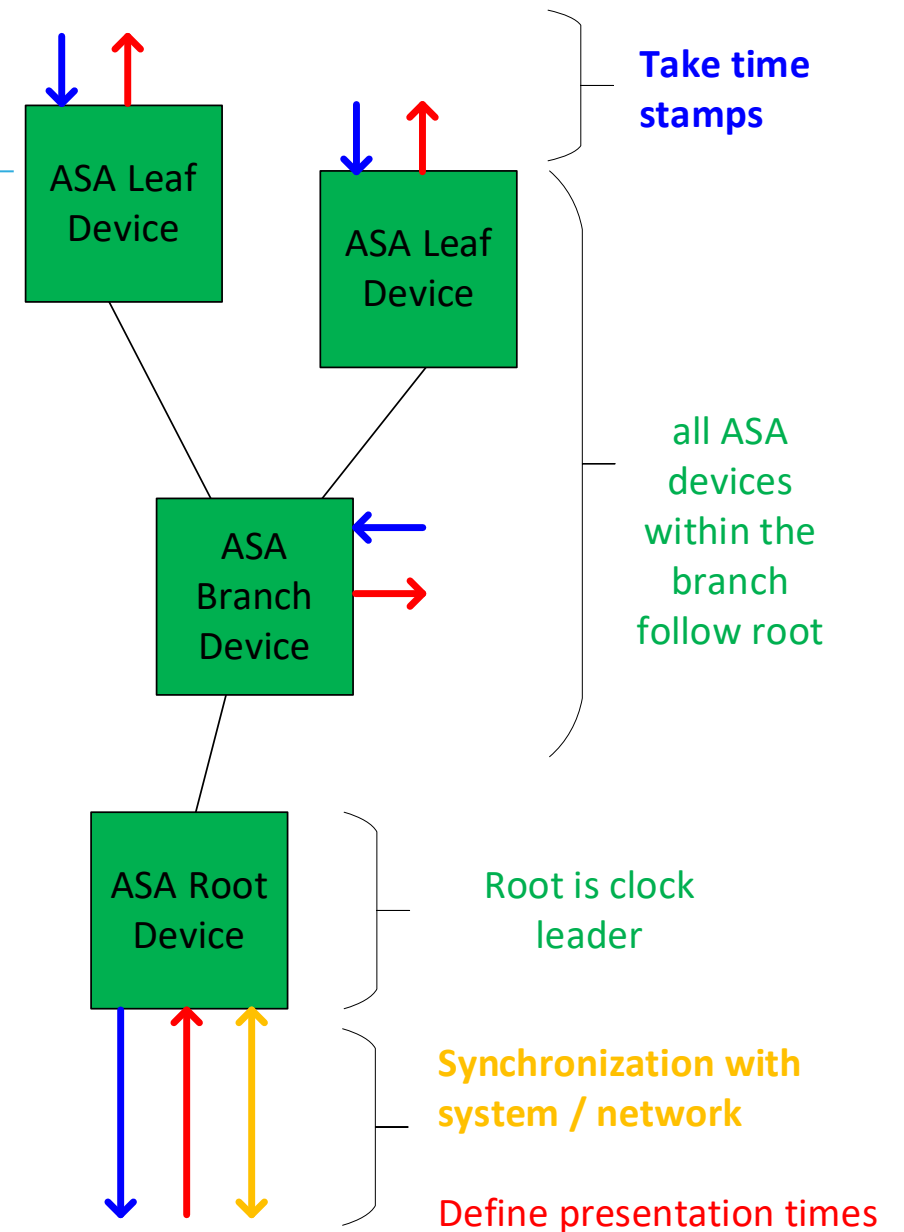 Take time
stamps
ASA Leaf
Device
ASA Leaf
Device
all ASA
devices
within the
branch
follow root
ASA
Branch
Device
ASA Root
Device
Root is clock
leader
Synchronization with
system / network
Define presentation times